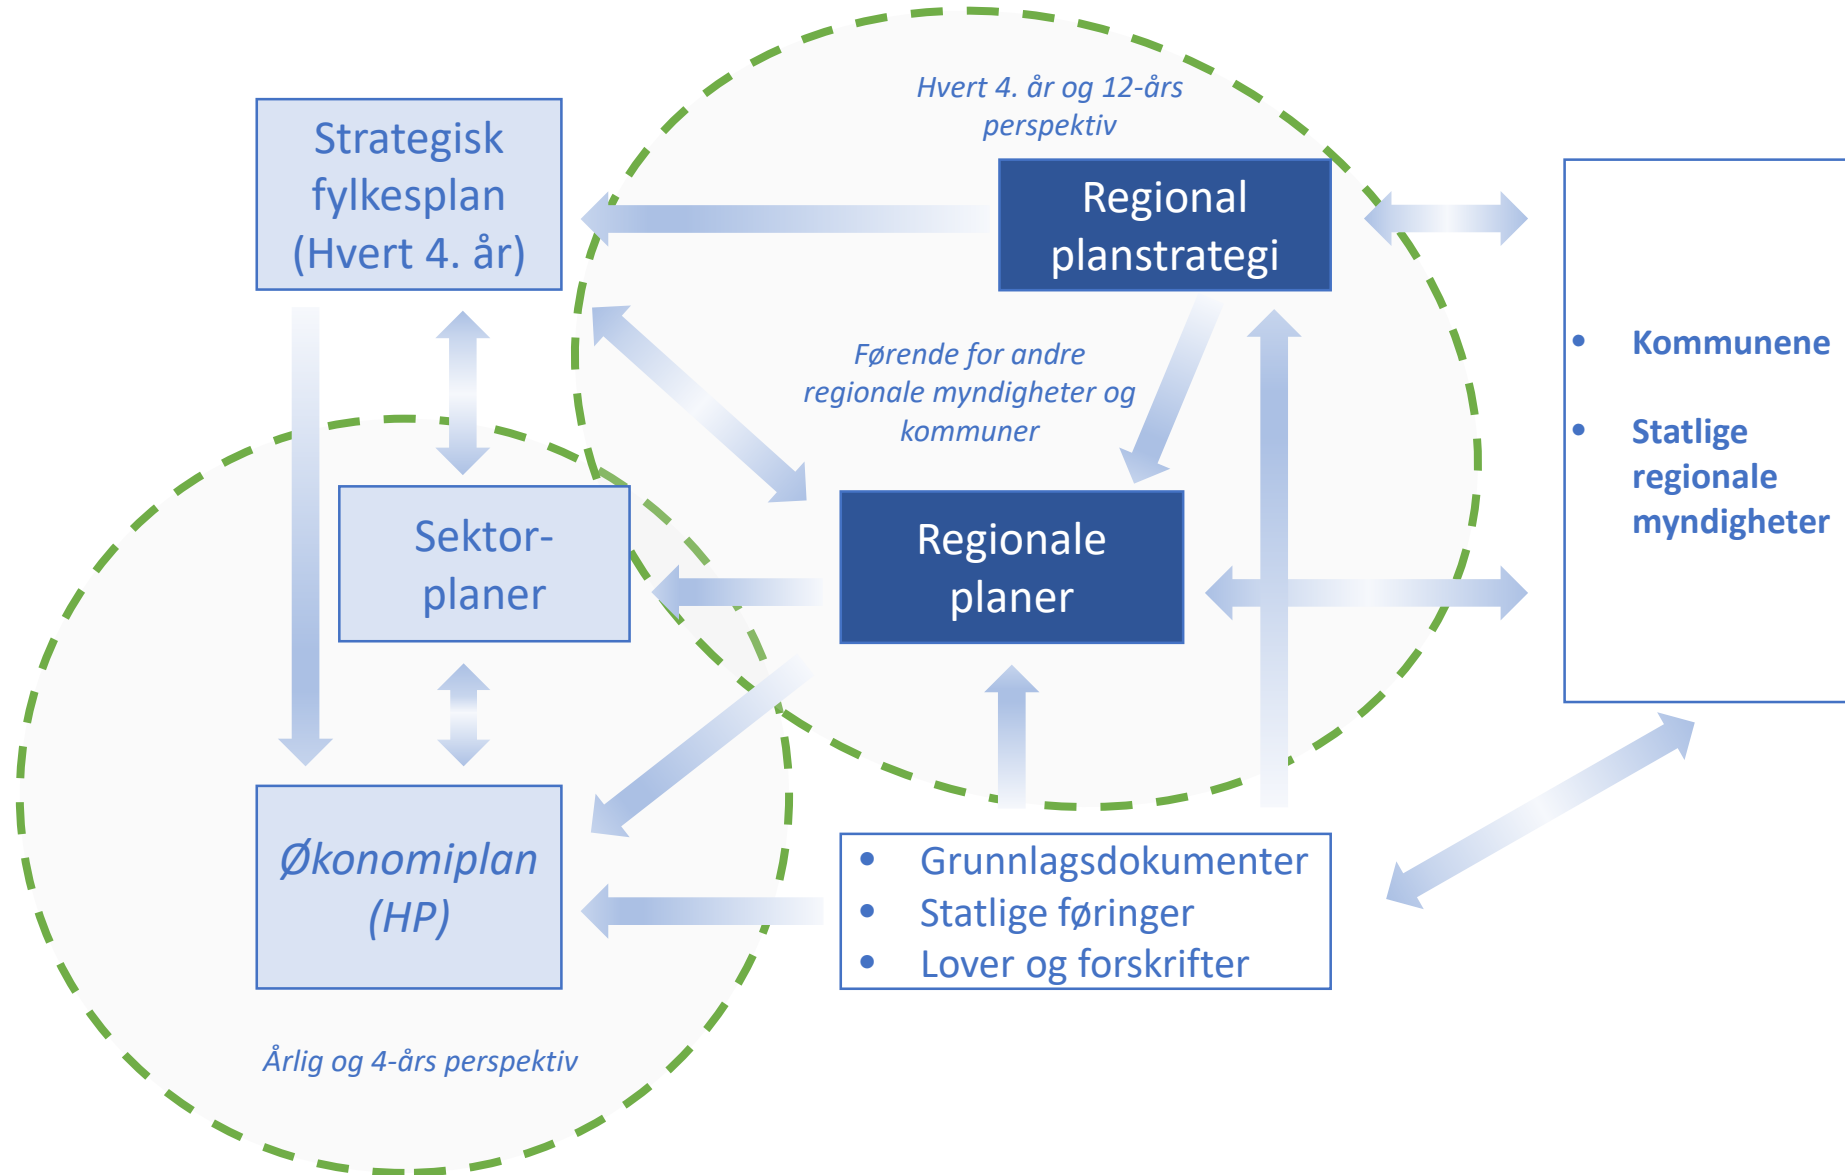 Hvert 4. år og 12-års
perspektiv
Strategisk
fylkesplan
(Hvert 4. år)
Regional
planstrategi
• Kommunene
• Statlige
regionale
myndigheter
Førende for andre
regionale myndigheter og
kommuner
Sektor-
planer
Regionale
planer
Økonomiplan
(HP)
• Grunnlagsdokumenter
• Statlige føringer
• Lover og forskrifter
Årlig og 4-års perspektiv